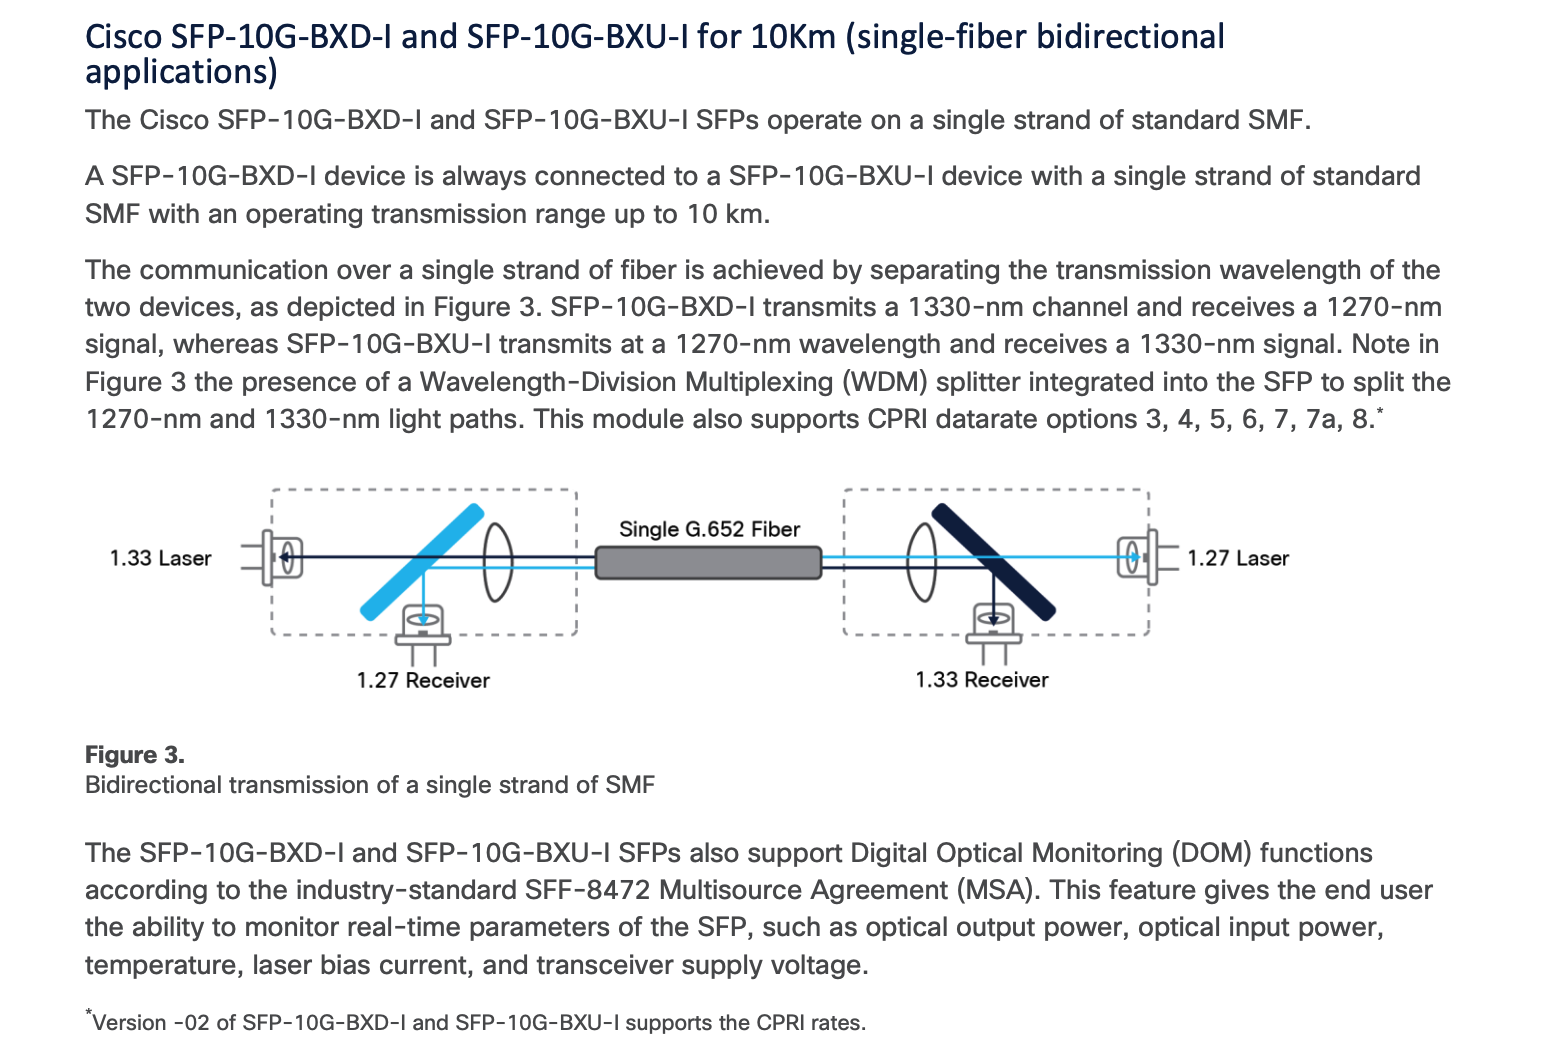 Cisco SFP-10G-BXD-I and SFP-10G-BXU-I for 10Km (single-fiber bidirectional
applications)
The Cisco SFP-10G-BXD-I and SFP-10G-BXU-I SFPs operate on a single strand of standard SMF.
A SFP-10G-BXD-I device is always connected to a SFP-10G-BXU-I device with a single strand of standard
SMF with an operating transmission range up to 10 km.
The communication over a single strand of fiber is achieved by separating the transmission wavelength of the
two devices, as depicted in Figure 3. SFP-10G-BXD-I transmits a 1330-nm channel and receives a 1270-nm
signal, whereas SFP-10G-BXU-I transmits at a 1270-nm wavelength and receives a 1330-nm signal. Note in
Figure 3 the presence of a Wavelength-Division Multiplexing (WDM) splitter integrated into the SFP to split the
1270-nm and 1330-nm light paths. This module also supports CPRI datarate options 3, 4, 5, 6, 7, 7a, 8.*
Single G.652 Fiber
1.33 Laser
1.27 Laser
1.27 Receiver
1.33 Receiver
Figure 3.
Bidirectional transmission of a single strand of SMF
The SFP-10G-BXD-I and SFP-10G-BXU-I SFPs also support Digital Optical Monitoring (DOM) functions
according to the industry-standard SFF-8472 Multisource Agreement (MSA). This feature gives the end user
the ability to monitor real-time parameters of the SFP, such as optical output power, optical input power,
temperature, laser bias current, and transceiver supply voltage.
*Version -02 of SFP-10G-BXD-I and SFP-10G-BXU-I supports the CPRI rates.